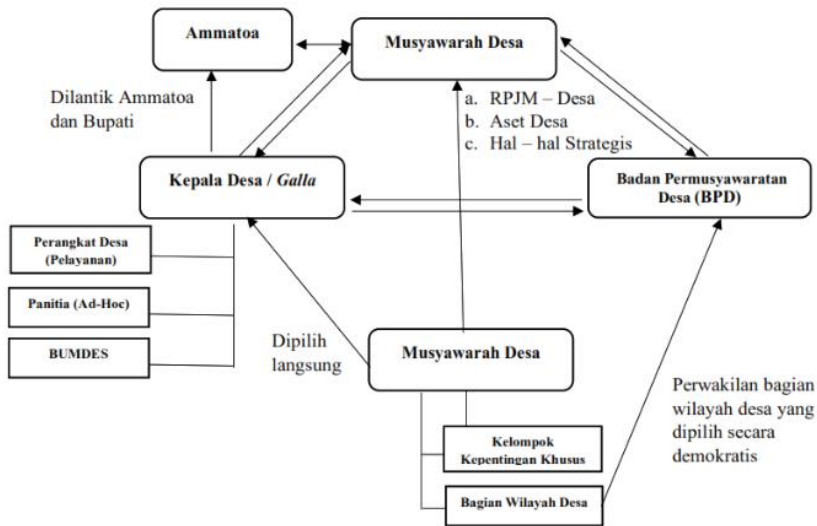 Ammatoa
Musyawarah Desa
Dilantik Ammatoa
dan Bupati
a. RPJM – Desa
b. Aset Desa
c. Hal – hal Strategis
Kepala Desa / Galla
Badan Permusyawaratan
Desa (BPD)
Perangkat Desa
(Pelayanan)
Panitia (Ad-Hoc)
BUMDES
Dipilih
langsung
Musyawarah Desa
Perwakilan bagian
wilayah desa yang
dipilih secara
demokratis
Kelompok
Kepentingan Khusus
Bagian Wilayah Desa